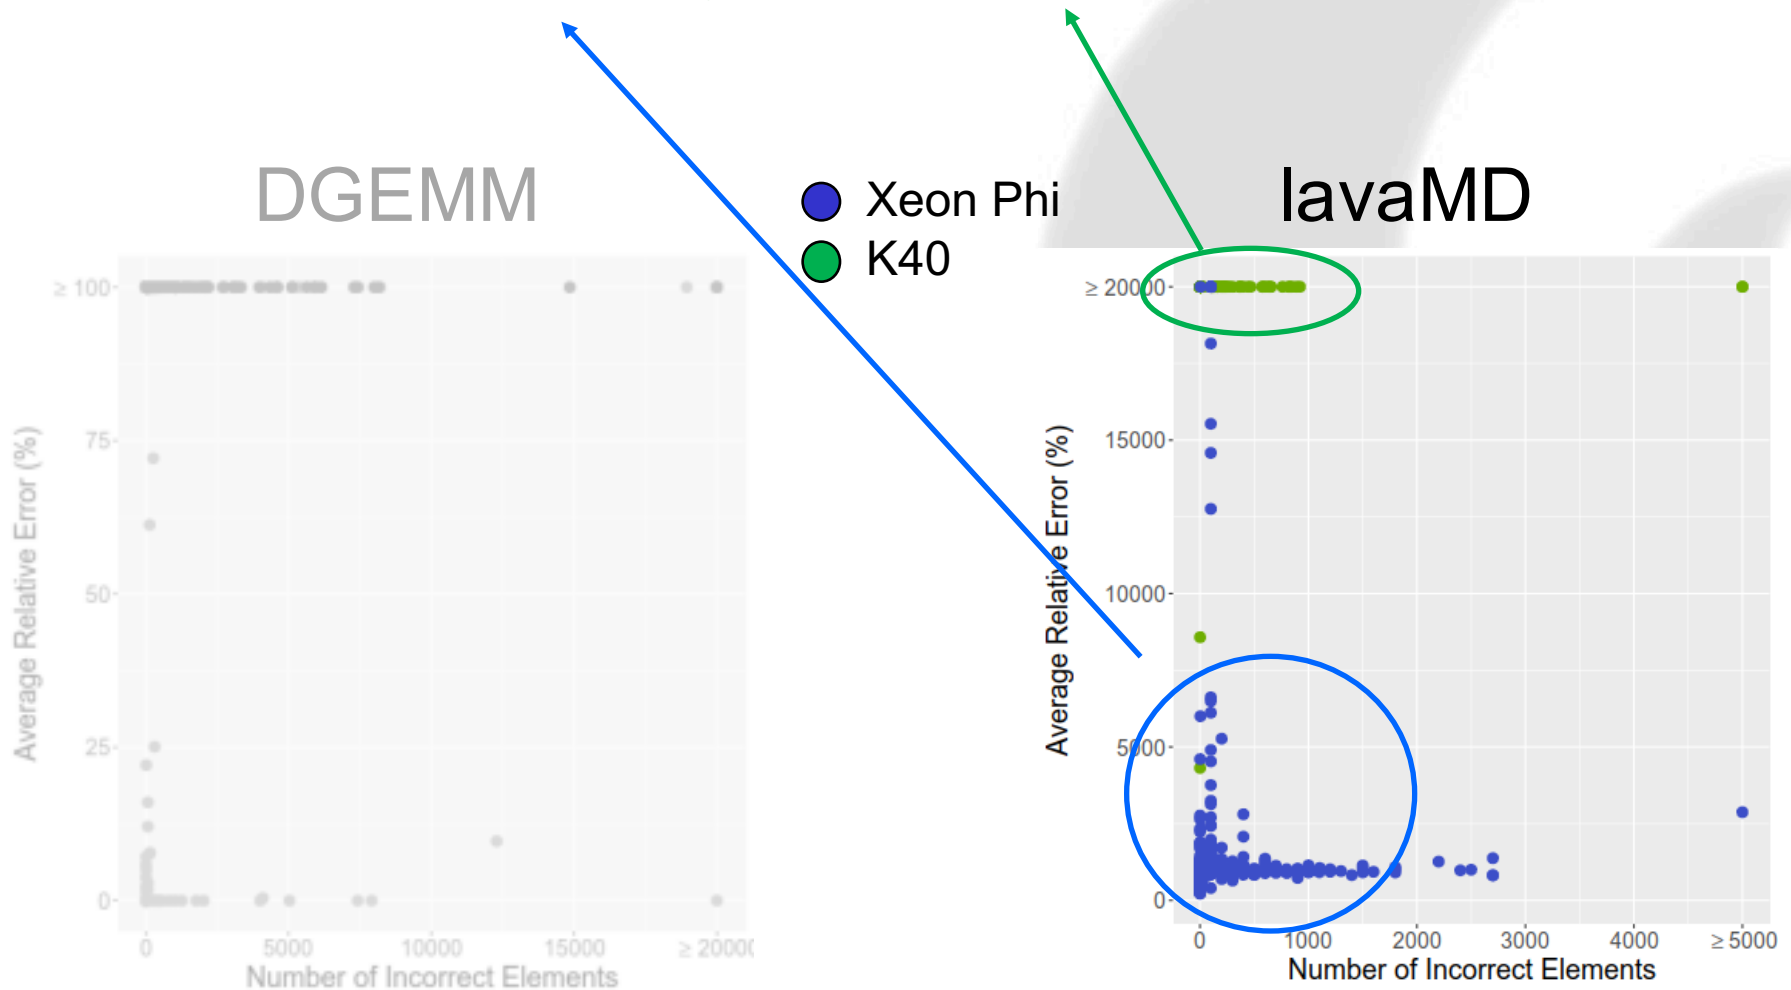 DGEMM
Xeon Phi
K40
lavaMD
≥ 100
75
50
25
0
Average Relative Error (%)
0 5000 10000 15000 ≥ 20000
Number of Incorrect Elements
≥ 20000
15000
10000
5000
0
Average Relative Error (%)
0 1000 2000 3000 4000 ≥ 5000
Number of Incorrect Elements